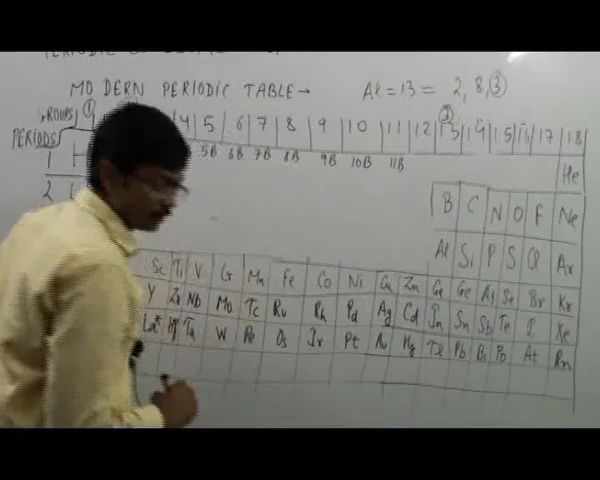 MODERN PERIODIC TABLE→ Al=13= 2,8,③
GROUPS ① 4 5 6 7 8 9 10 11 12 13 ③ 14 15 16 17 18
PERIODS
1 H 5B 6B 7B 8B 9B 10B 11B He
2 B C N O F Ne
Al Si P S Cl Ar
Sc Ti V Cr Mn Fe Co Ni Cu Zn Ga Ge As Se Br Kr
Y Zr Nb Mo Tc Ru Rh Pd Ag Cd In Sn Sb Te I Xe
La* Hf Ta W Re Os Ir Pt Au Hg Tl Pb Bi Po At Rn